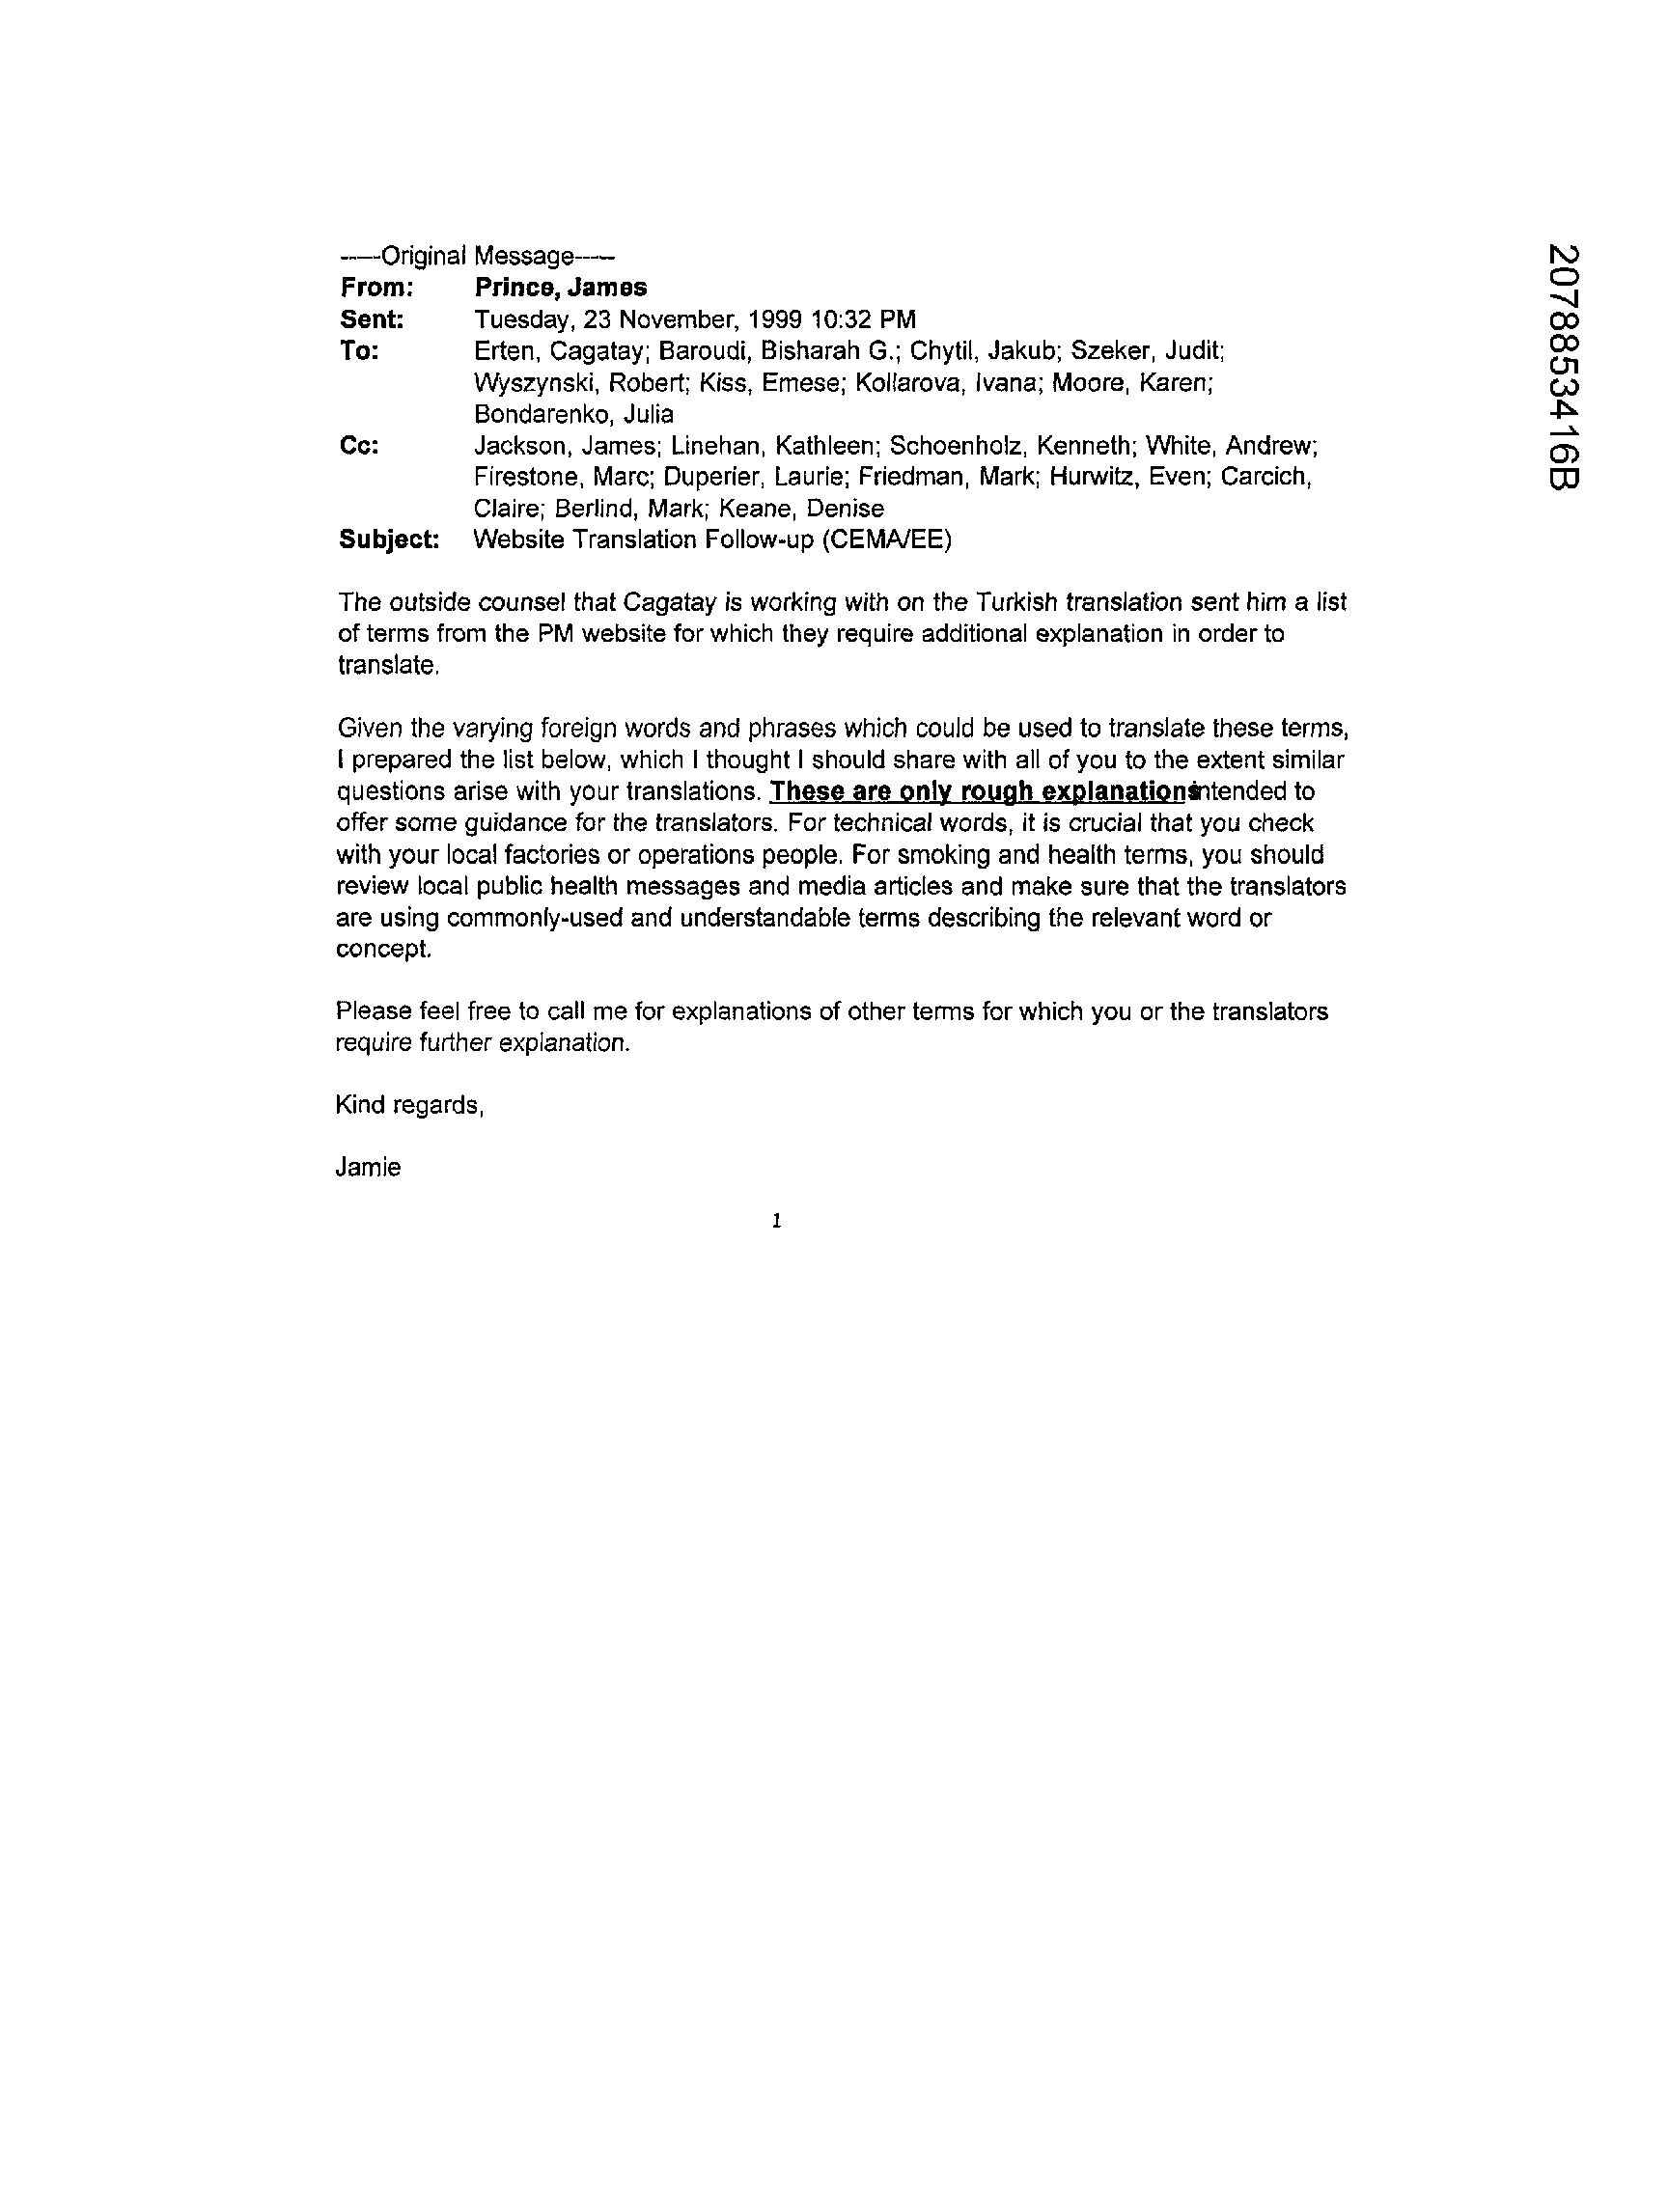 -----Original Message-----
From: Prince, James
Sent: Tuesday, 23 November, 1999 10:32 PM
To: Erten, Cagatay; Baroudi, Bisharah G.; Chytil, Jakub; Szeker, Judit;
Wyszynski, Robert; Kiss, Emese; Kollarova, Ivana; Moore, Karen;
Bondarenko, Julia
Cc: Jackson, James; Linehan, Kathleen; Schoenholz, Kenneth; White, Andrew;
Firestone, Marc; Duperier, Laurie; Friedman, Mark; Hurwitz, Even; Carcich,
Claire; Berlind, Mark; Keane, Denise
Subject: Website Translation Follow-up (CEMA/EE)
The outside counsel that Cagatay is working with on the Turkish translation sent him a list
of terms from the PM website for which they require additional explanation in order to
translate.
Given the varying foreign words and phrases which could be used to translate these terms,
I prepared the list below, which I thought I should share with all of you to the extent similar
questions arise with your translations. These are only rough explanations intended to
offer some guidance for the translators. For technical words, it is crucial that you check
with your local factories or operations people. For smoking and health terms, you should
review local public health messages and media articles and make sure that the translators
are using commonly-used and understandable terms describing the relevant word or
concept.
Please feel free to call me for explanations of other terms for which you or the translators
require further explanation.
Kind regards,
Jamie
1
2078853416B